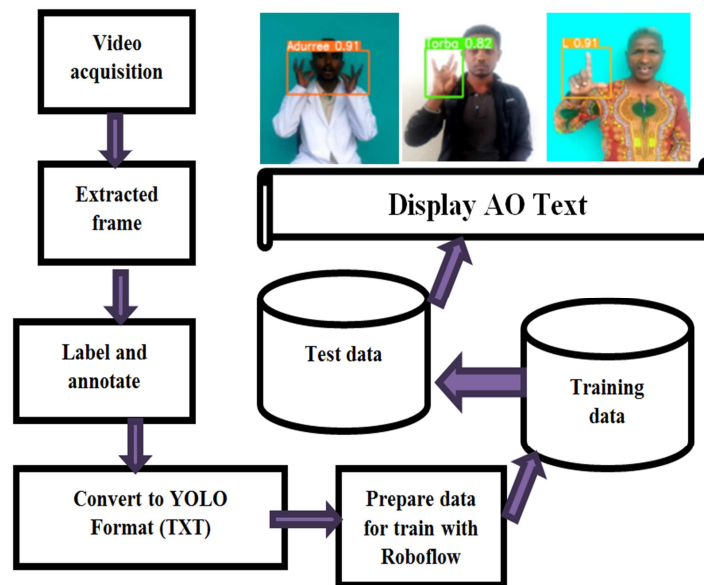 Video
acquisition
Extracted
frame
Label and
annotate
Convert to YOLO
Format (TXT)
Prepare data
for train with
Roboflow
Training
data
Test data
Display AO Text
Adurree 0.91
Torba 0.82
L 0.91